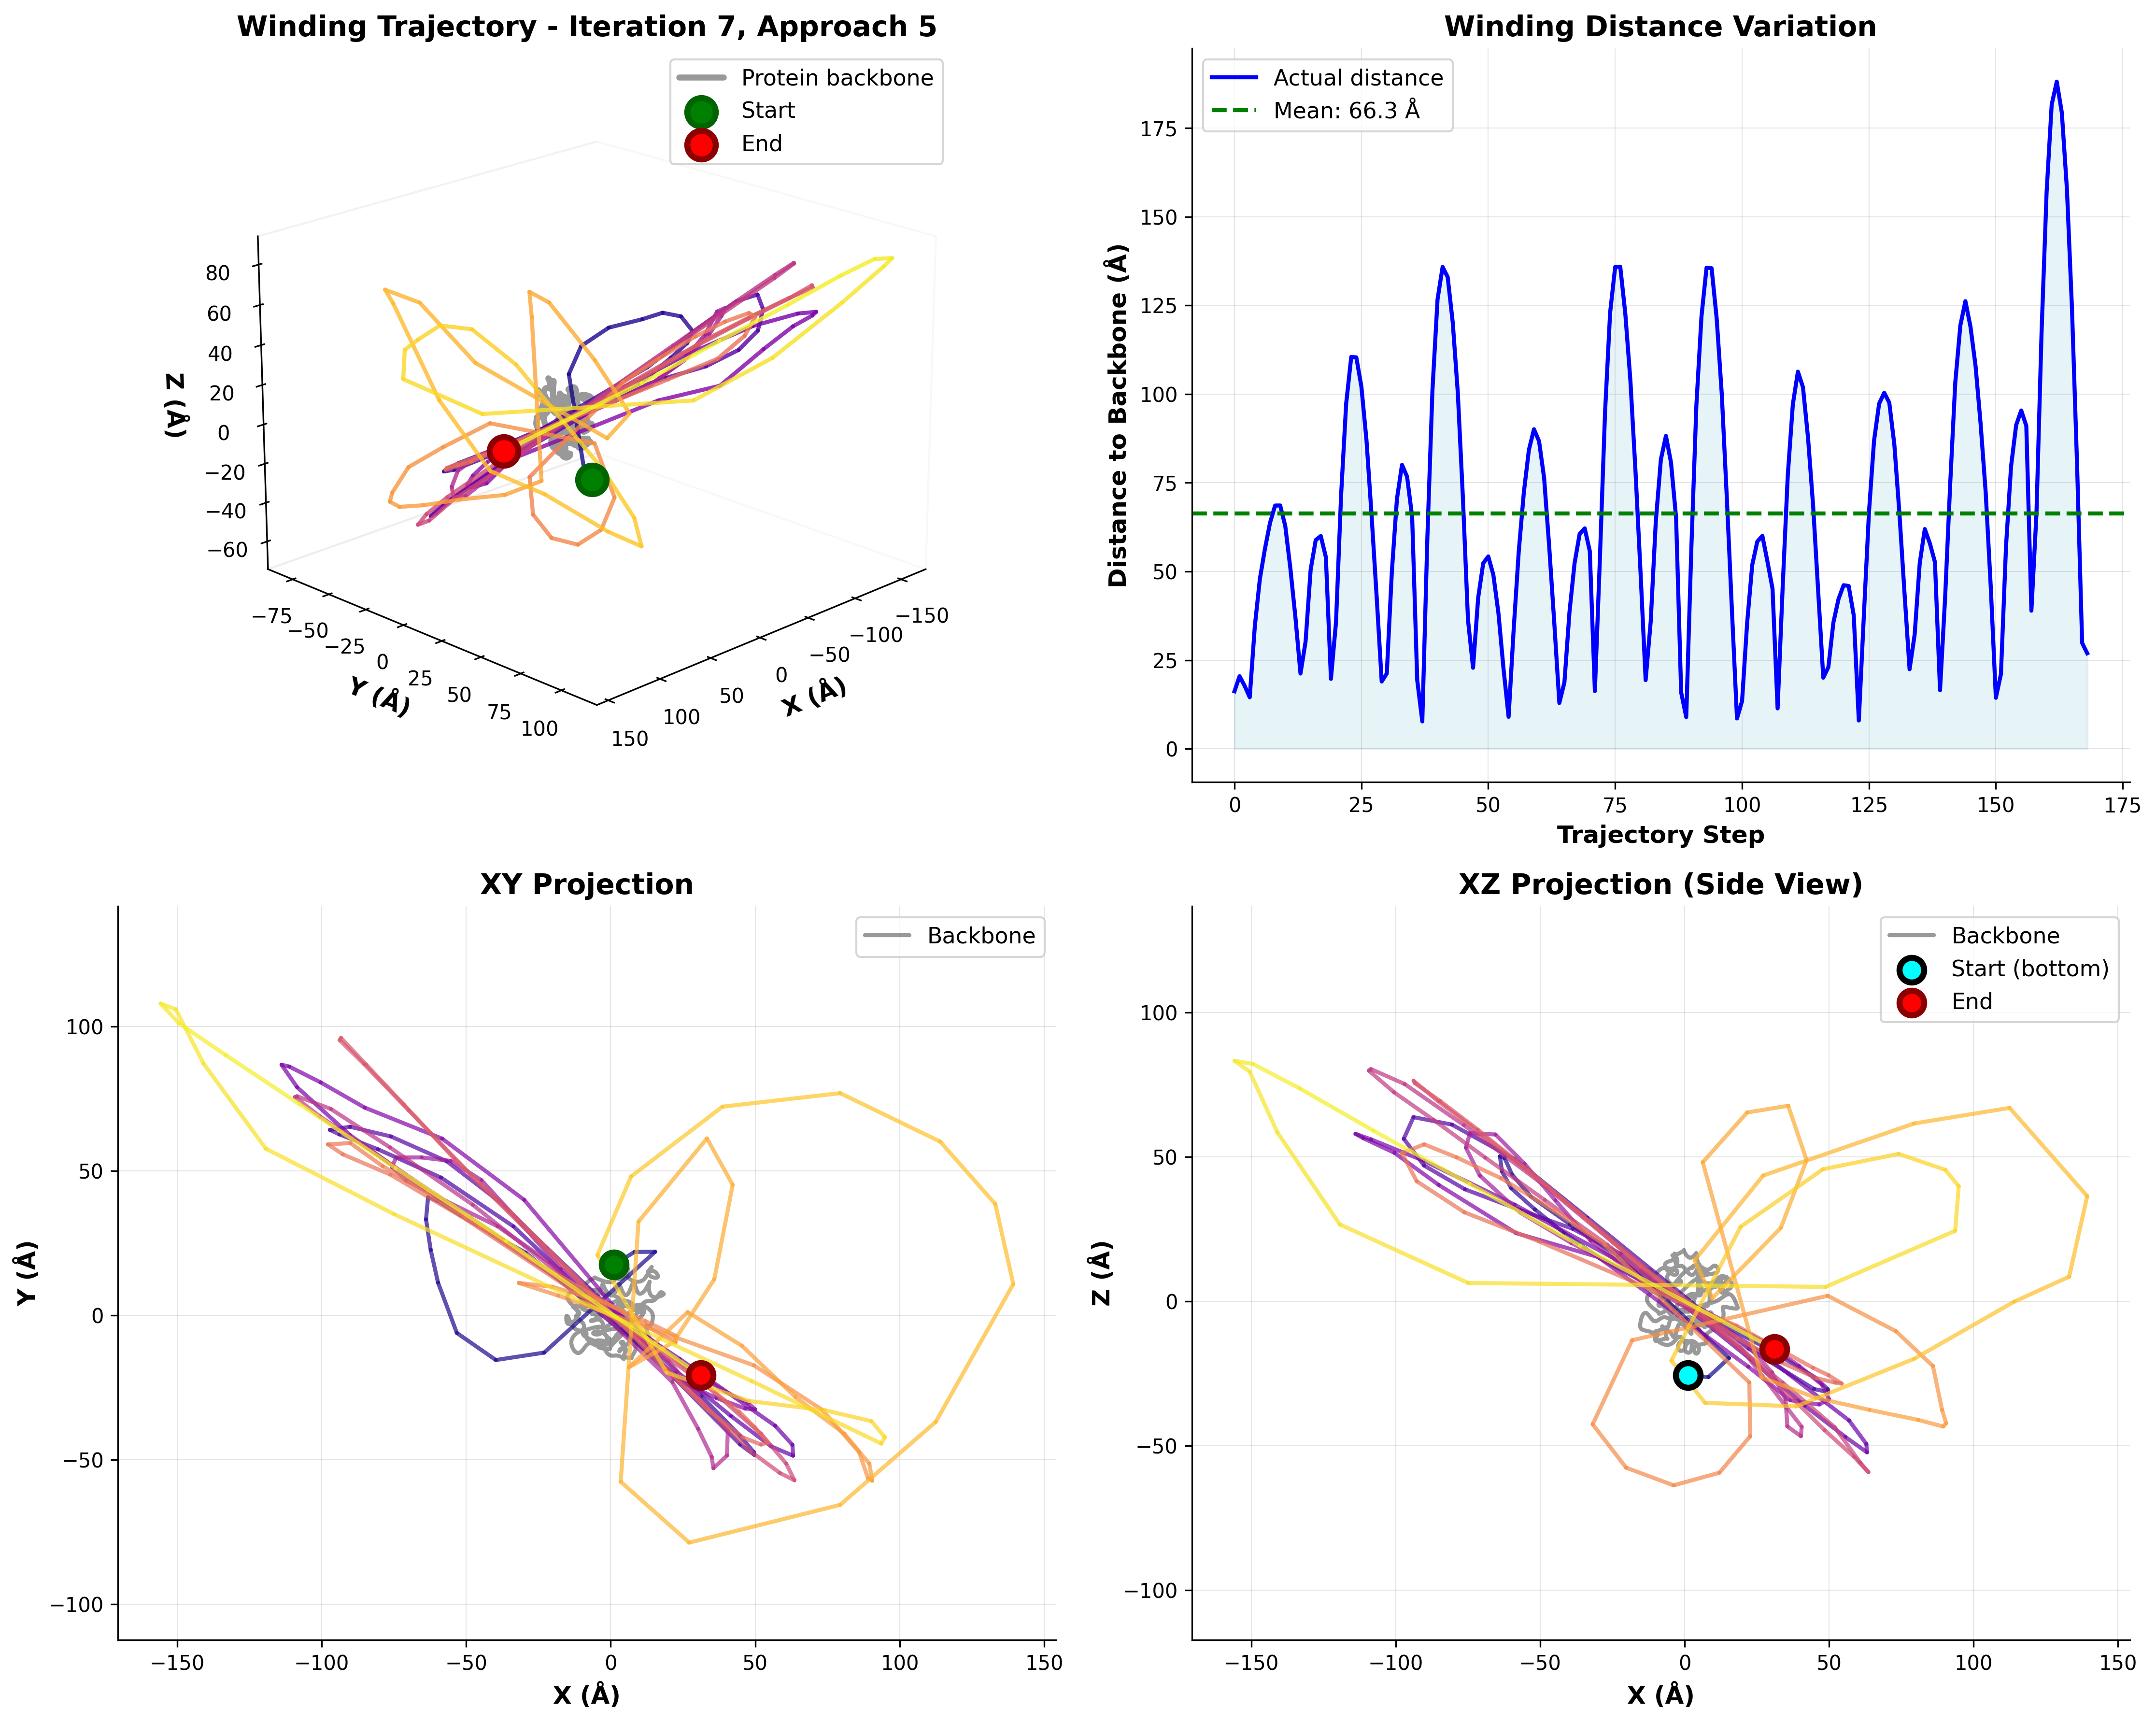 Winding Trajectory - Iteration 7, Approach 5
Protein backbone
Start
End
80
60
40
20
0
−20
−40
−60
Z (Å)
−75
−50
−25
0
25
50
75
100
Y (Å)
150
100
50
0
−50
−100
−150
X (Å)
Winding Distance Variation
Actual distance
Mean: 66.3 Å
175
150
125
100
75
50
25
0
Distance to Backbone (Å)
0 25 50 75 100 125 150 175
Trajectory Step
XY Projection
Backbone
100
50
0
−50
−100
Y (Å)
−150 −100 −50 0 50 100 150
X (Å)
XZ Projection (Side View)
Backbone
Start (bottom)
End
100
50
0
−50
−100
Z (Å)
−150 −100 −50 0 50 100 150
X (Å)